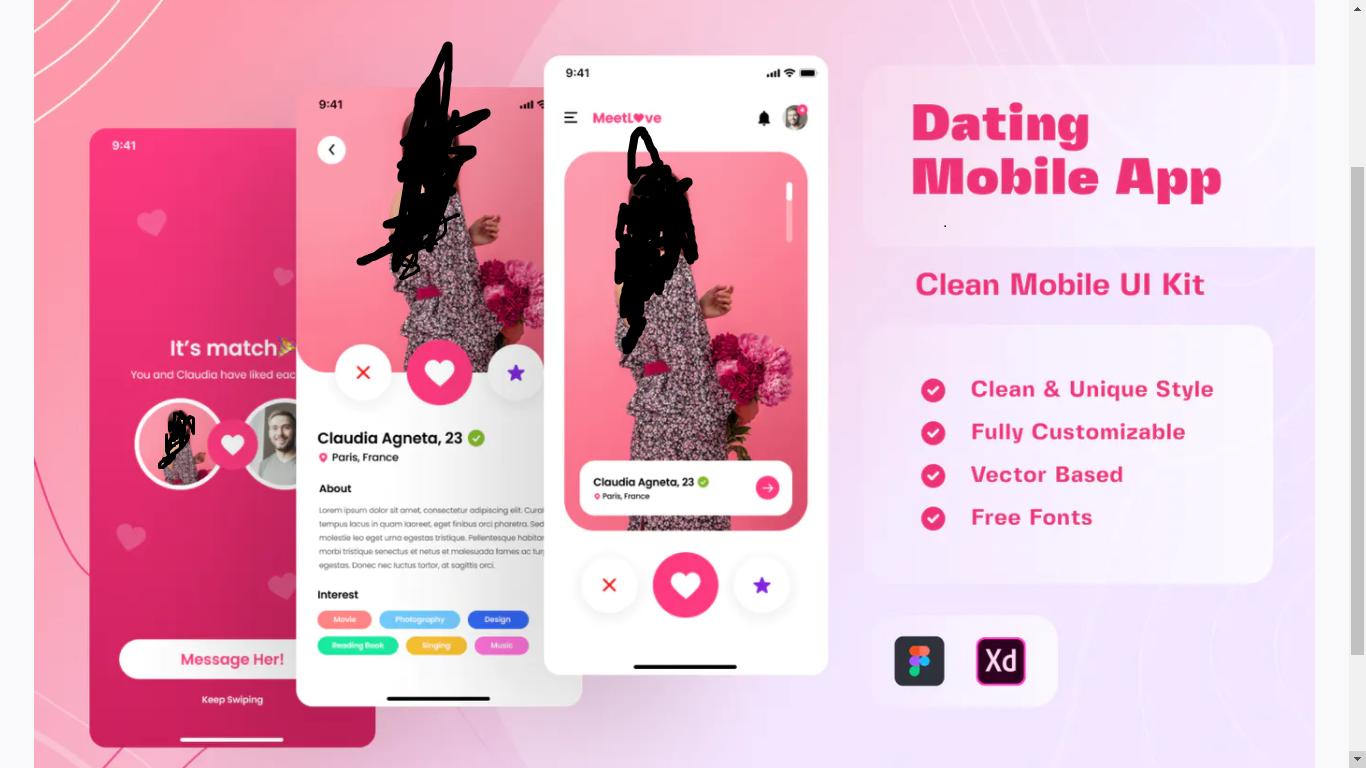 9:41
It's match
You and Claudia have liked
Message Her!
Keep Swiping
9:41
Claudia Agneta, 23
Paris, France
About
Lorem ipsum dolor sit amet, consectetur adipiscing elit.
tempus lacus in quam laoreet, eget finibus orci pharetra. Sed
molestie leo eget urna egestas tristique. Pellentesque
morbi tristique senectus et netus et malesuada fames ac
egestas. Donec nec luctus tortor, at sagittis orci.
Interest
Movie Photography Design
Reading Book Singing Music
9:41
MeetLove
Claudia Agneta, 23
Paris, France
Dating
Mobile App
Clean Mobile UI Kit
Clean & Unique Style
Fully Customizable
Vector Based
Free Fonts
Xd